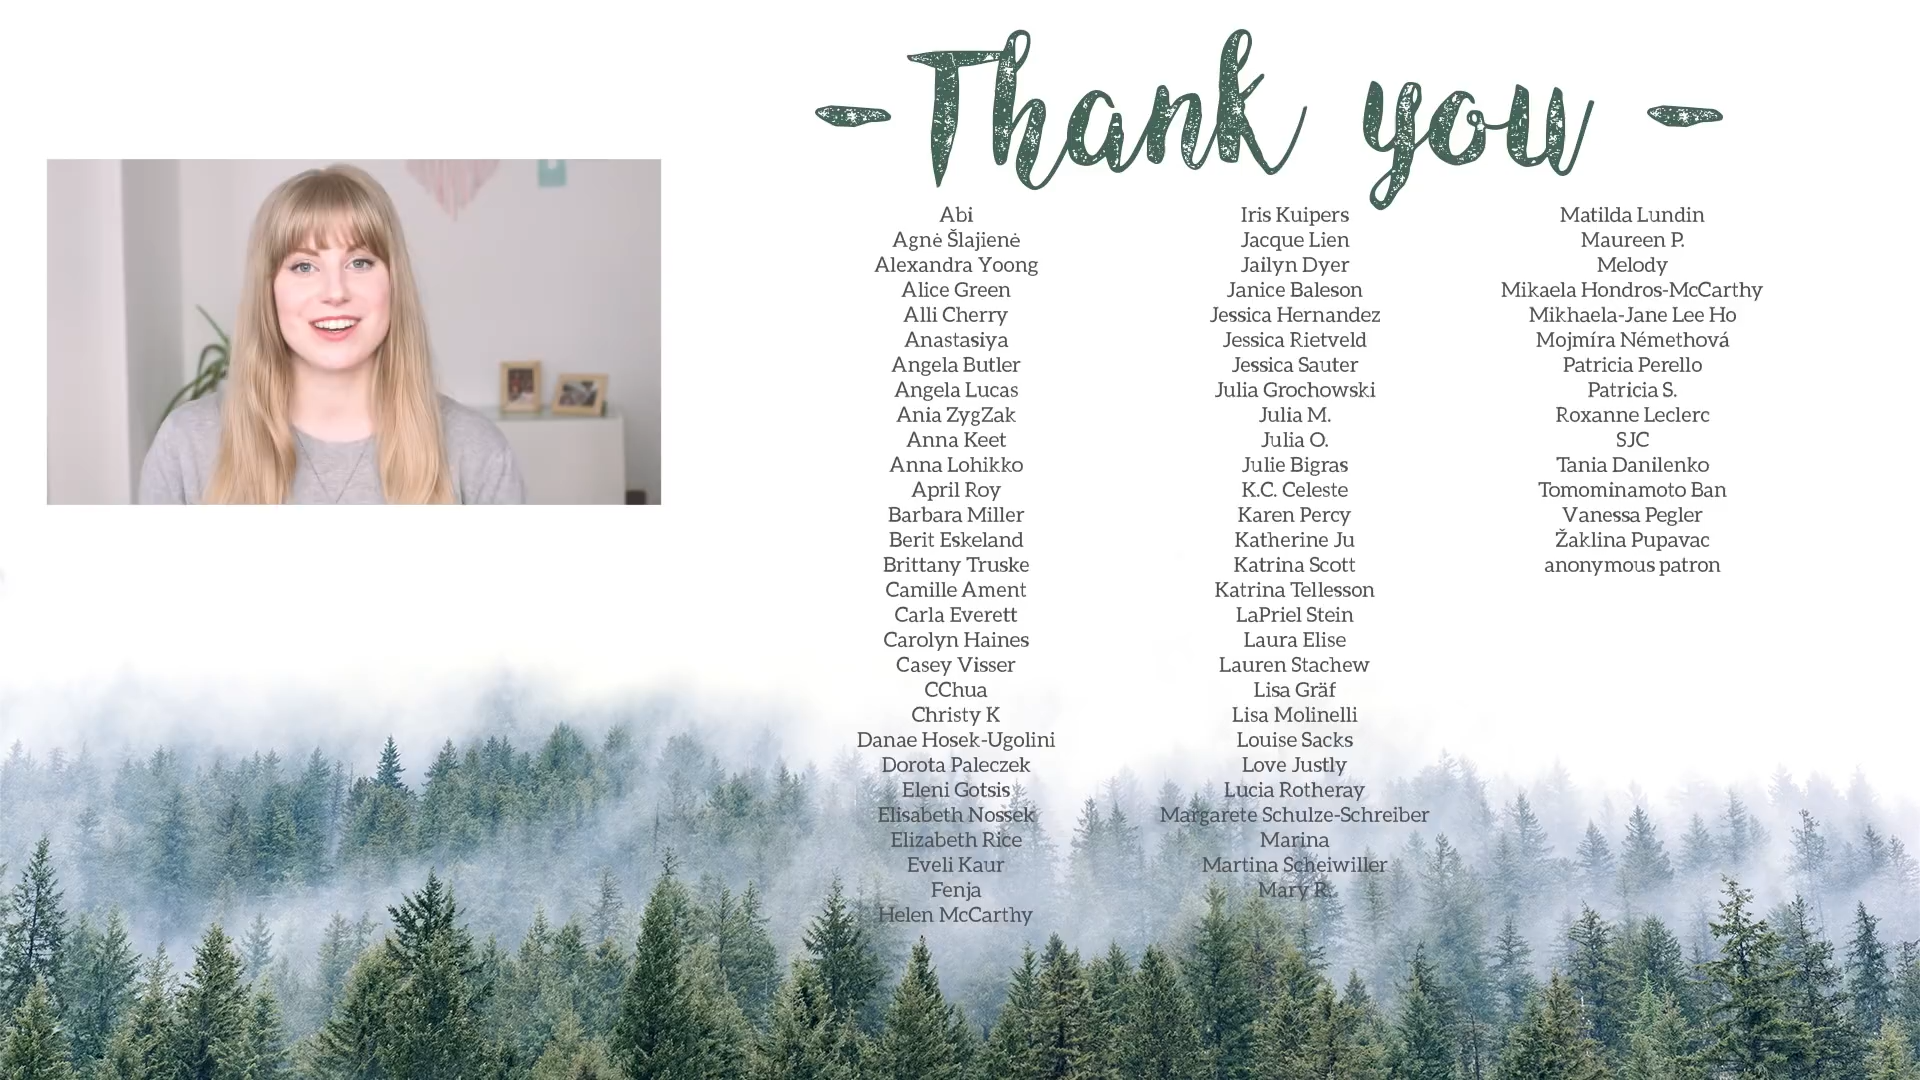 - Thank you -
Abi
Agnė Šlajienė
Alexandra Yoong
Alice Green
Alli Cherry
Anastasiya
Angela Butler
Angela Lucas
Ania ZygZak
Anna Keet
Anna Lohikko
April Roy
Barbara Miller
Berit Eskeland
Brittany Truske
Camille Ament
Carla Everett
Carolyn Haines
Casey Visser
CChua
Christy K
Danae Hosek-Ugolini
Dorota Paleczek
Eleni Gotsis
Elisabeth Nossek
Elizabeth Rice
Eveli Kaur
Fenja
Helen McCarthy
Iris Kuipers
Jacque Lien
Jailyn Dyer
Janice Baleson
Jessica Hernandez
Jessica Rietveld
Jessica Sauter
Julia Grochowski
Julia M.
Julia O.
Julie Bigras
K.C. Celeste
Karen Percy
Katherine Ju
Katrina Scott
Katrina Tellesson
LaPriel Stein
Laura Elise
Lauren Stachew
Lisa Gräf
Lisa Molinelli
Louise Sacks
Love Justly
Lucia Rotheray
Margarete Schulze-Schreiber
Marina
Martina Scheiwiller
Mary R.
Matilda Lundin
Maureen P.
Melody
Mikaela Hondros-McCarthy
Mikhaela-Jane Lee Ho
Mojmíra Némethová
Patricia Perello
Patricia S.
Roxanne Leclerc
SJC
Tania Danilenko
Tomominamoto Ban
Vanessa Pegler
Žaklina Pupavac
anonymous patron